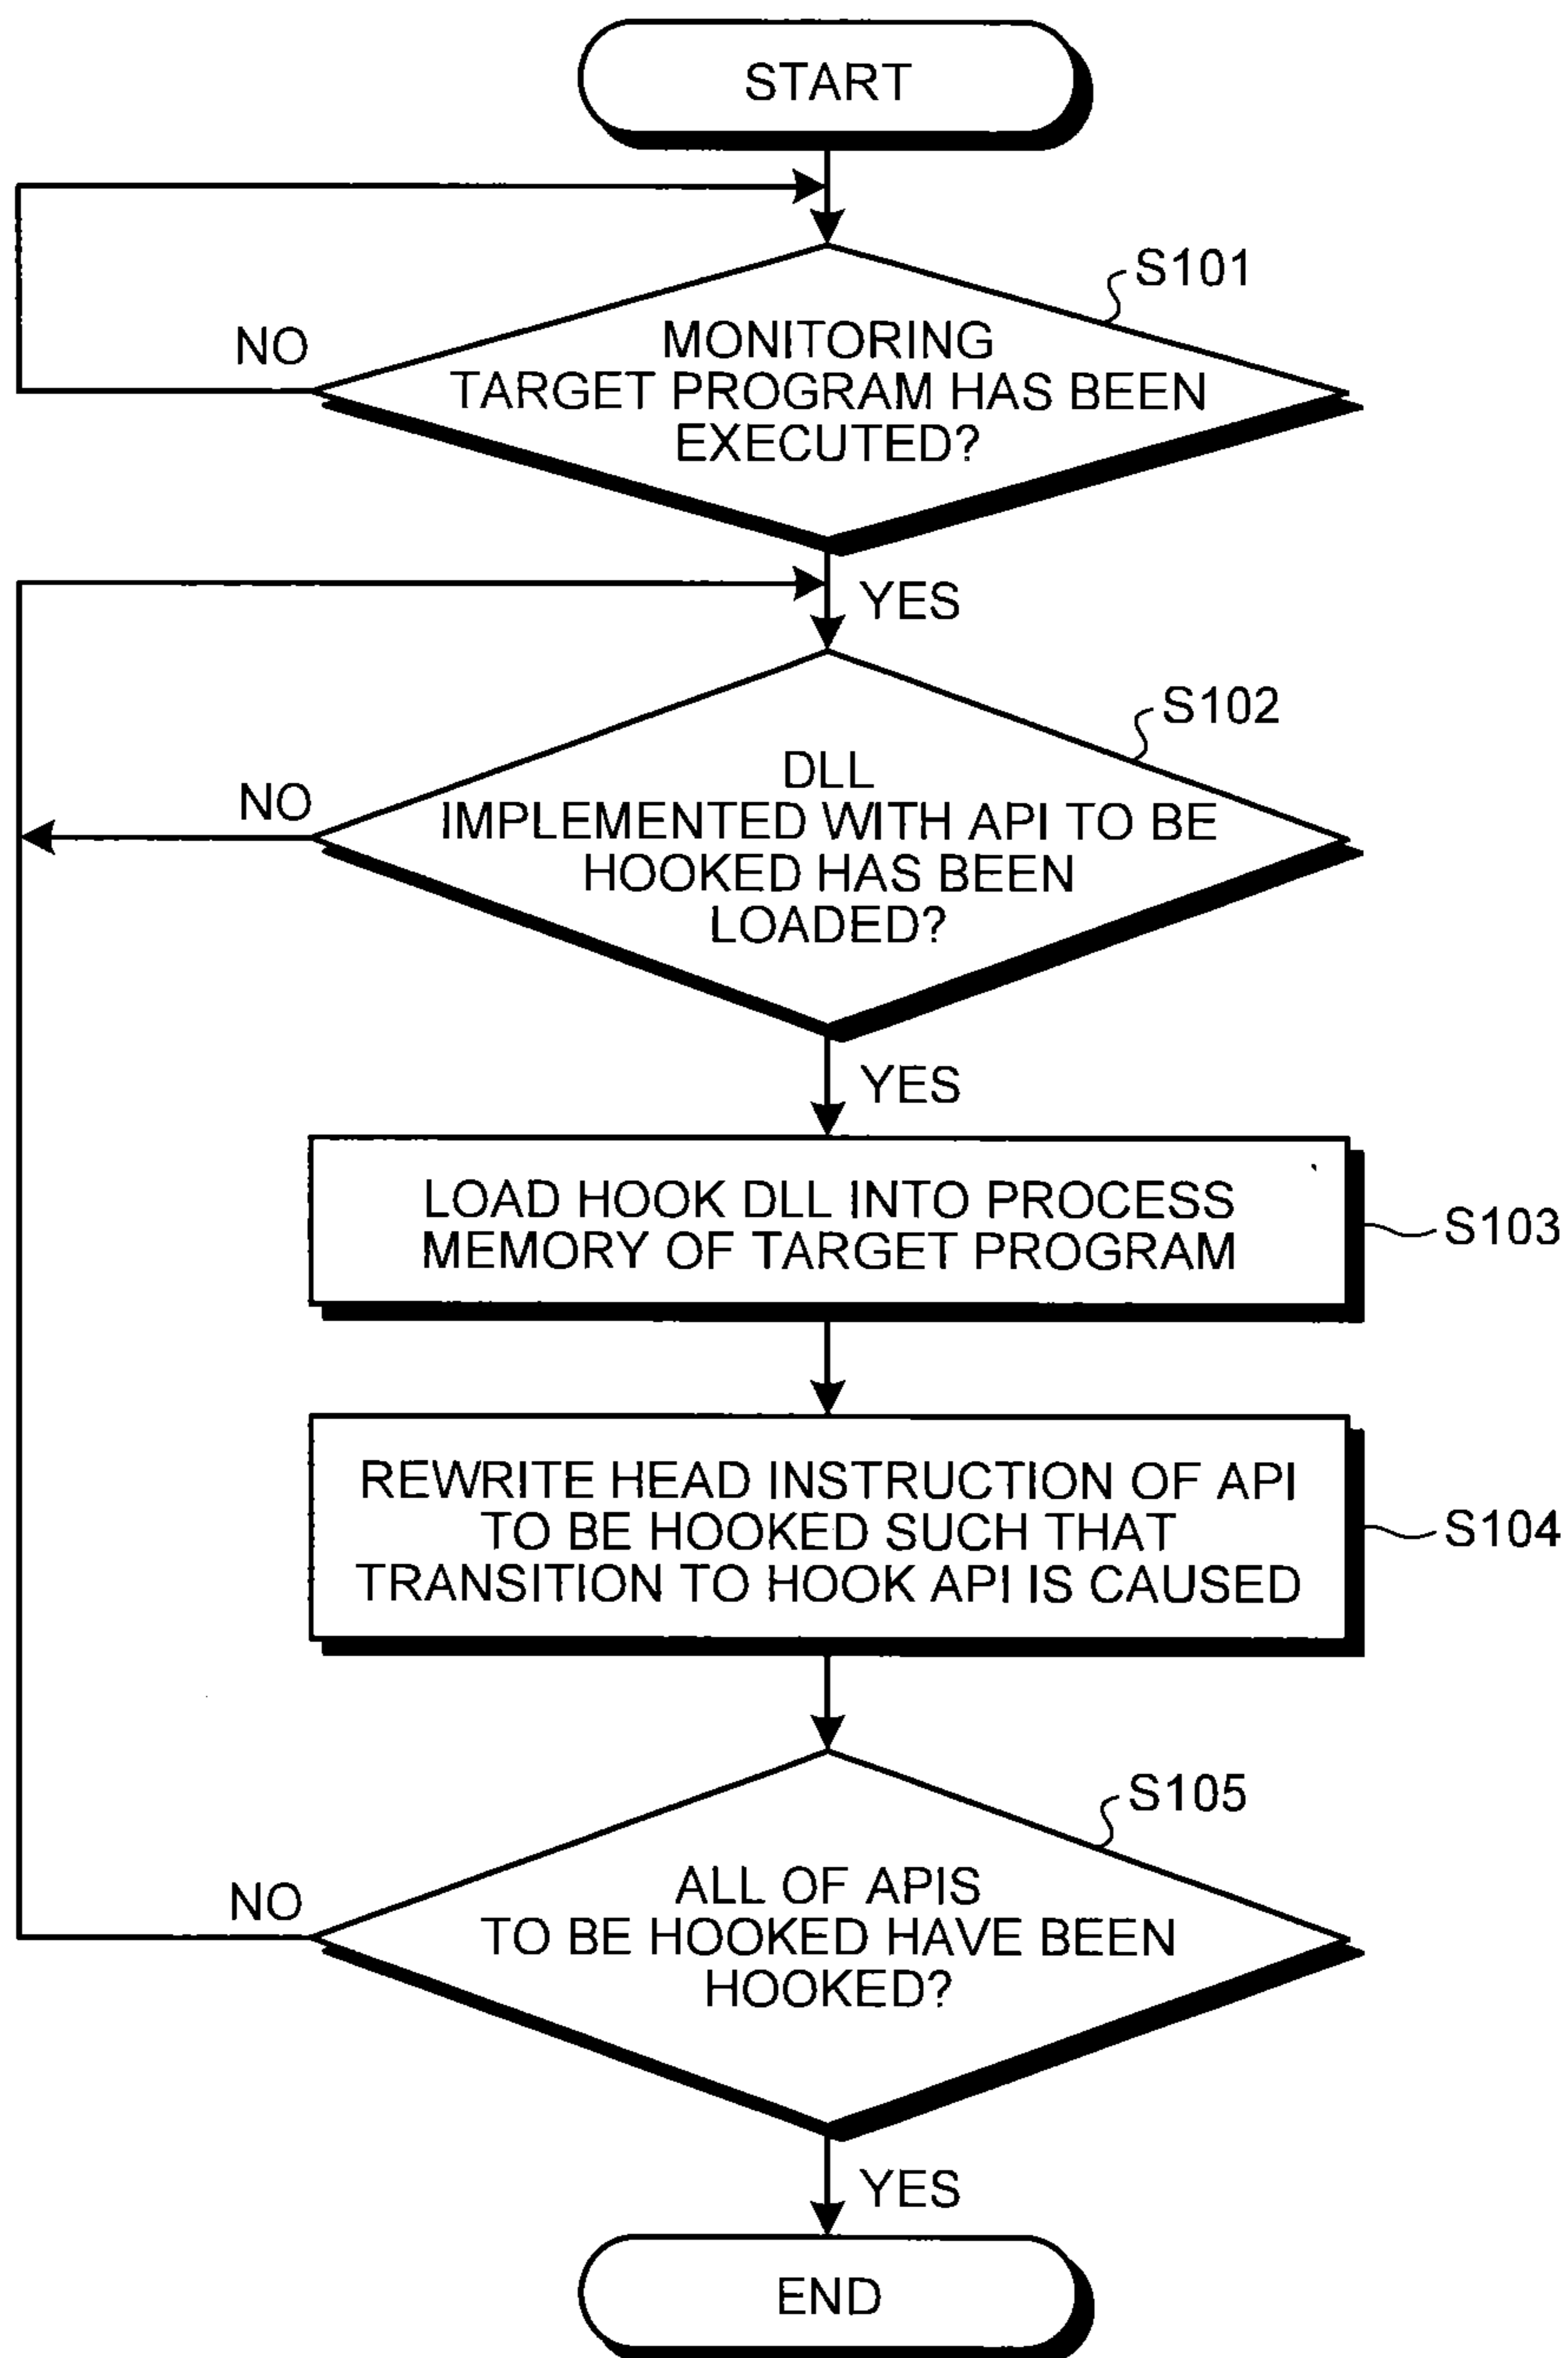 START
S101
NO
MONITORING
TARGET PROGRAM HAS BEEN
EXECUTED?
YES
S102
NO
DLL
IMPLEMENTED WITH API TO BE
HOOKED HAS BEEN
LOADED?
YES
LOAD HOOK DLL INTO PROCESS
MEMORY OF TARGET PROGRAM
S103
REWRITE HEAD INSTRUCTION OF API
TO BE HOOKED SUCH THAT
TRANSITION TO HOOK API IS CAUSED
S104
S105
NO
ALL OF APIS
TO BE HOOKED HAVE BEEN
HOOKED?
YES
END